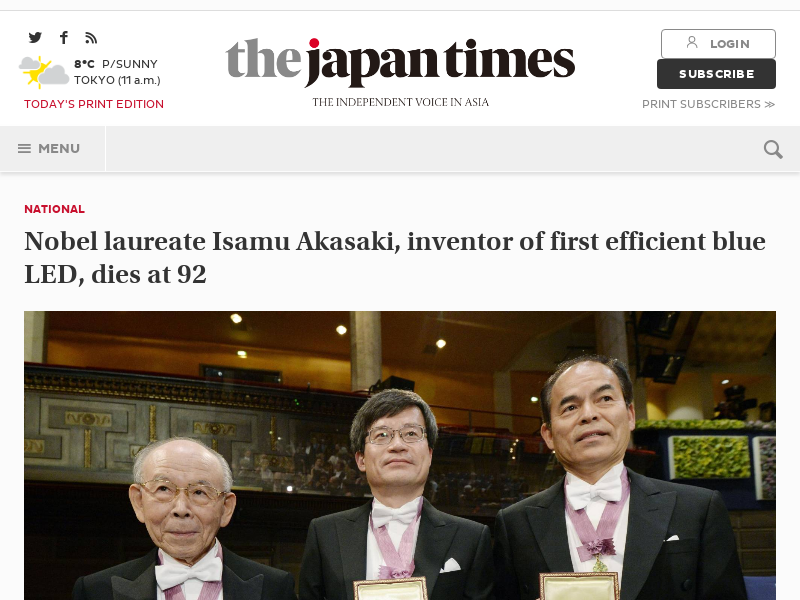 8°C P/SUNNY
TOKYO (11 a.m.)
TODAY'S PRINT EDITION
the japan times
THE INDEPENDENT VOICE IN ASIA
LOGIN
SUBSCRIBE
PRINT SUBSCRIBERS ≫
MENU
NATIONAL
Nobel laureate Isamu Akasaki, inventor of first efficient blue
LED, dies at 92